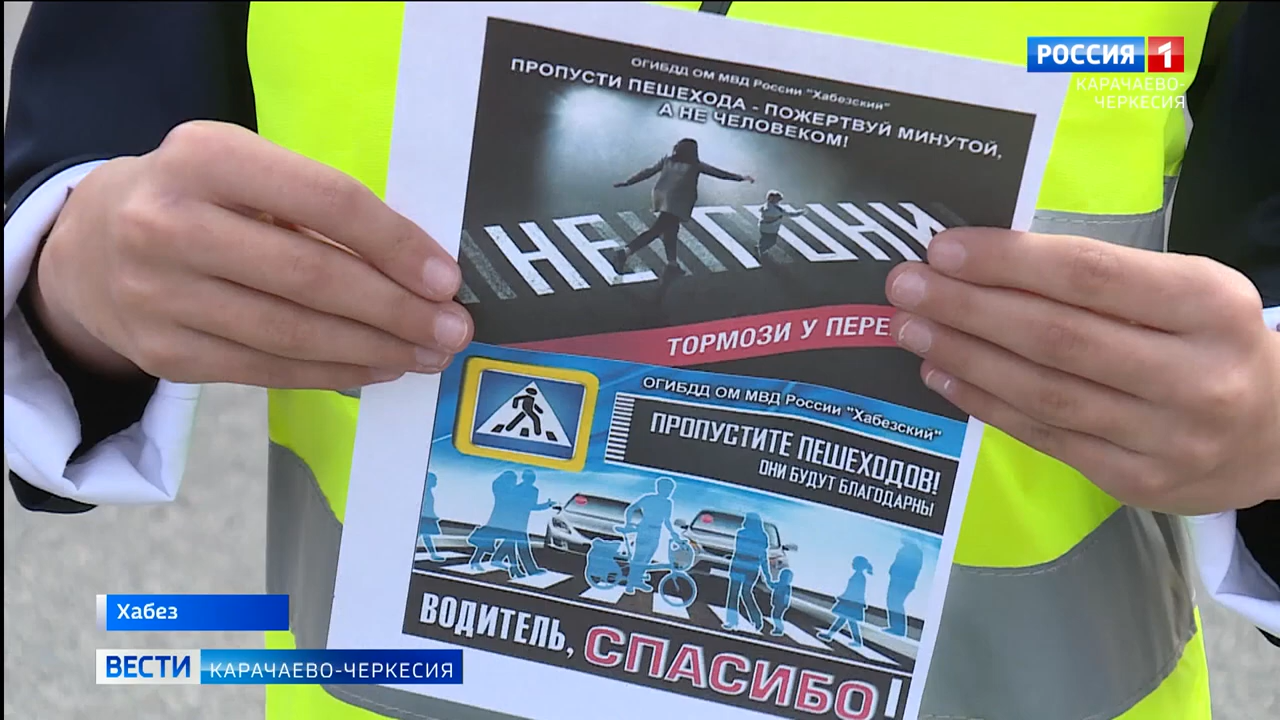 РОССИЯ 1
КАРАЧАЕВО-
ЧЕРКЕСИЯ
ОГИБДД ОМ МВД России "Хабезский"
ПРОПУСТИ ПЕШЕХОДА - ПОЖЕРТВУЙ МИНУТОЙ,
А НЕ ЧЕЛОВЕКОМ!
НЕ ГОНИ
ТОРМОЗИ У
ОГИБДД ОМ МВД России "Хабезский"
ПРОПУСТИТЕ ПЕШЕХОДОВ!
ОНИ БУДУТ БЛАГОДАРНЫ
ВОДИТЕЛЬ, СПАСИБО!
Хабез
ВЕСТИ КАРАЧАЕВО-ЧЕРКЕСИЯ